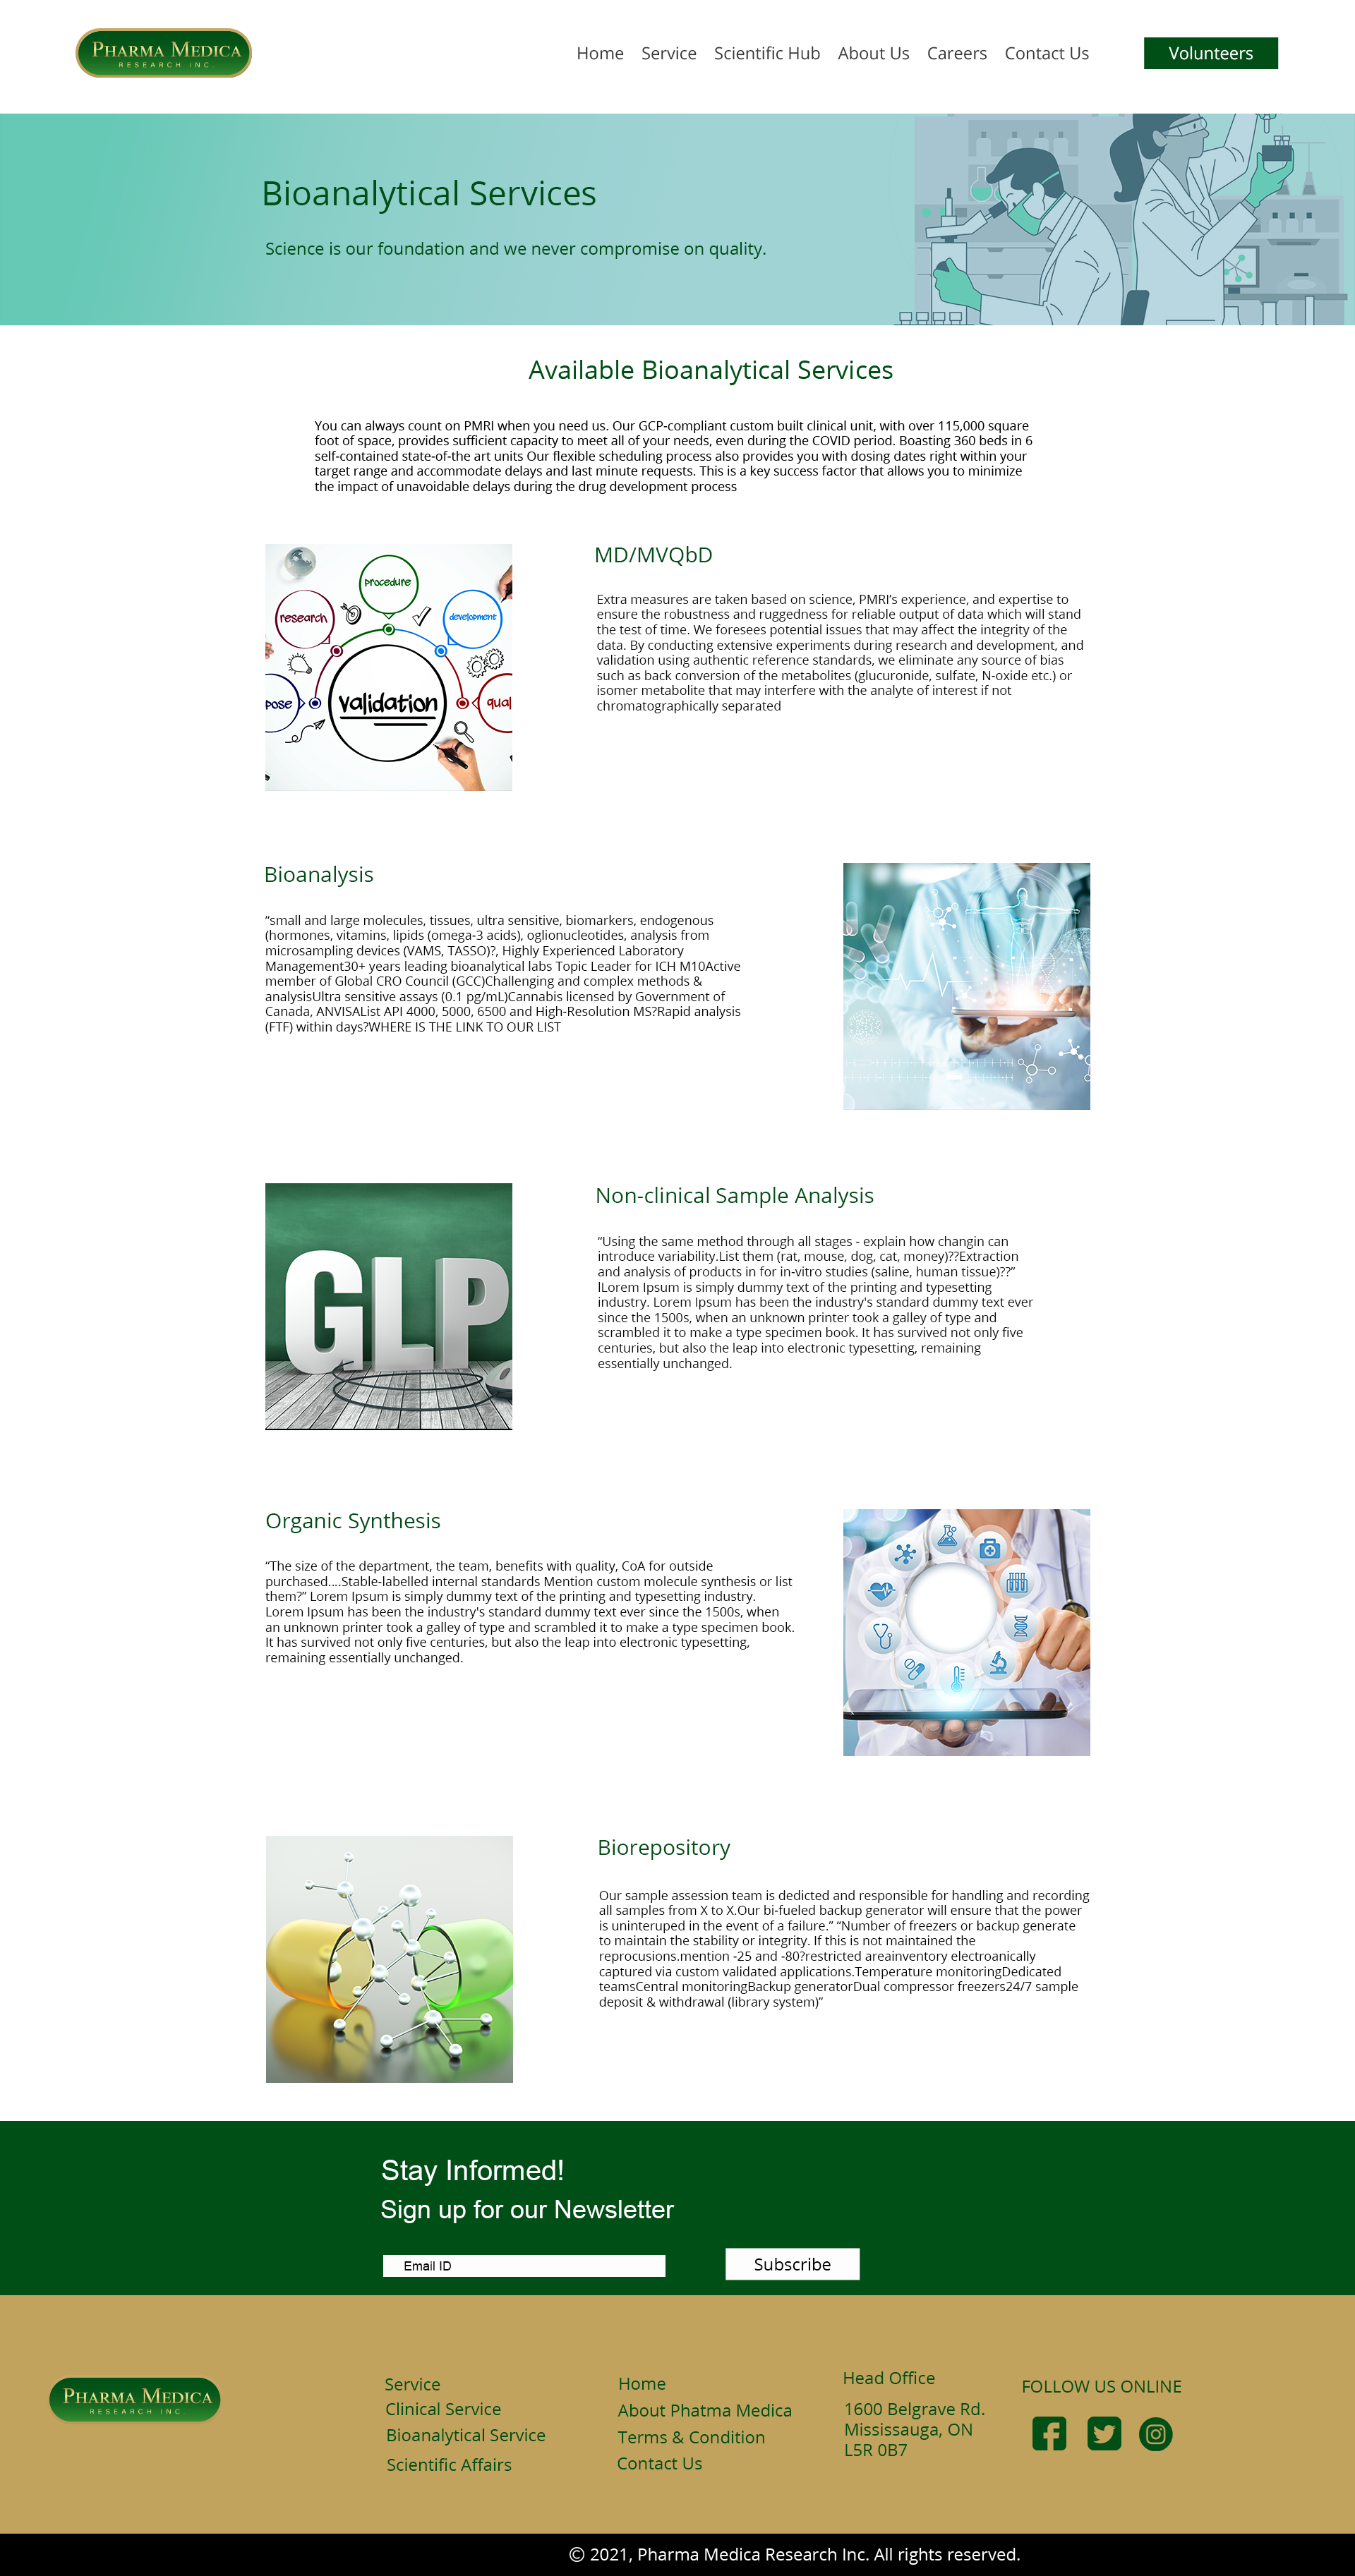 PHARMA MEDICA
RESEARCH INC.
Home Service Scientific Hub About Us Careers Contact Us
Volunteers
Bioanalytical Services
Science is our foundation and we never compromise on quality.
Available Bioanalytical Services
You can always count on PMRI when you need us. Our GCP-compliant custom built clinical unit, with over 115,000 square
foot of space, provides sufficient capacity to meet all of your needs, even during the COVID period. Boasting 360 beds in 6
self-contained state-of-the art units Our flexible scheduling process also provides you with dosing dates right within your
target range and accommodate delays and last minute requests. This is a key success factor that allows you to minimize
the impact of unavoidable delays during the drug development process
procedure
research
development
pose
validation
qual
MD/MVQbD
Extra measures are taken based on science, PMRI’s experience, and expertise to
ensure the robustness and ruggedness for reliable output of data which will stand
the test of time. We foresees potential issues that may affect the integrity of the
data. By conducting extensive experiments during research and development, and
validation using authentic reference standards, we eliminate any source of bias
such as back conversion of the metabolites (glucuronide, sulfate, N-oxide etc.) or
isomer metabolite that may interfere with the analyte of interest if not
chromatographically separated
Bioanalysis
“small and large molecules, tissues, ultra sensitive, biomarkers, endogenous
(hormones, vitamins, lipids (omega-3 acids), oglionucleotides, analysis from
microsampling devices (VAMS, TASSO)?, Highly Experienced Laboratory
Management30+ years leading bioanalytical labs Topic Leader for ICH M10Active
member of Global CRO Council (GCC)Challenging and complex methods &
analysisUltra sensitive assays (0.1 pg/mL)Cannabis licensed by Government of
Canada, ANVISAList API 4000, 5000, 6500 and High-Resolution MS?Rapid analysis
(FTF) within days?WHERE IS THE LINK TO OUR LIST
GLP
Non-clinical Sample Analysis
“Using the same method through all stages - explain how changin can
introduce variability.List them (rat, mouse, dog, cat, money)??Extraction
and analysis of products in for in-vitro studies (saline, human tissue)??”
lLorem Ipsum is simply dummy text of the printing and typesetting
industry. Lorem Ipsum has been the industry's standard dummy text ever
since the 1500s, when an unknown printer took a galley of type and
scrambled it to make a type specimen book. It has survived not only five
centuries, but also the leap into electronic typesetting, remaining
essentially unchanged.
Organic Synthesis
“The size of the department, the team, benefits with quality, CoA for outside
purchased….Stable-labelled internal standards Mention custom molecule synthesis or list
them?” Lorem Ipsum is simply dummy text of the printing and typesetting industry.
Lorem Ipsum has been the industry's standard dummy text ever since the 1500s, when
an unknown printer took a galley of type and scrambled it to make a type specimen book.
It has survived not only five centuries, but also the leap into electronic typesetting,
remaining essentially unchanged.
Biorepository
Our sample assession team is dedicted and responsible for handling and recording
all samples from X to X.Our bi-fueled backup generator will ensure that the power
is uninteruped in the event of a failure.” “Number of freezers or backup generate
to maintain the stability or integrity. If this is not maintained the
reprocusions.mention -25 and -80?restricted areainventory electroanically
captured via custom validated applications.Temperature monitoringDedicated
teamsCentral monitoringBackup generatorDual compressor freezers24/7 sample
deposit & withdrawal (library system)”
Stay Informed!
Sign up for our Newsletter
Email ID
Subscribe
PHARMA MEDICA
RESEARCH INC.
Service
Clinical Service
Bioanalytical Service
Scientific Affairs
Home
About Phatma Medica
Terms & Condition
Contact Us
Head Office
1600 Belgrave Rd.
Mississauga, ON
L5R 0B7
FOLLOW US ONLINE
© 2021, Pharma Medica Research Inc. All rights reserved.